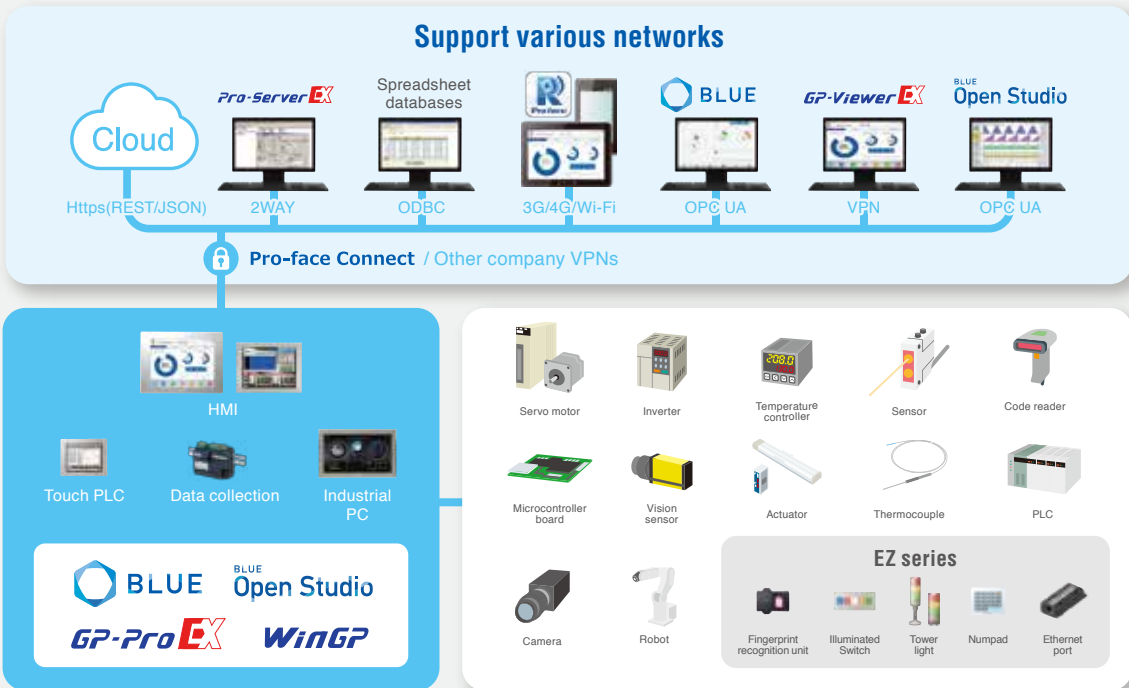 Support various networks
Cloud
Pro-Server EX
Spreadsheet
databases
Pro-face
BLUE
GP-Viewer EX
BLUE
Open Studio
Https(REST/JSON)
2WAY
ODBC
3G/4G/Wi-Fi
OPC UA
VPN
OPC UA
Pro-face Connect / Other company VPNs
HMI
Touch PLC
Data collection
Industrial
PC
BLUE
BLUE
Open Studio
GP-Pro EX
WinGP
Servo motor
Inverter
208.0
Temperature
controller
Sensor
Code reader
Microcontroller
board
Vision
sensor
Actuator
Thermocouple
PLC
Camera
Robot
EZ series
Fingerprint
recognition unit
Illuminated
Switch
Tower
light
Numpad
Ethernet
port